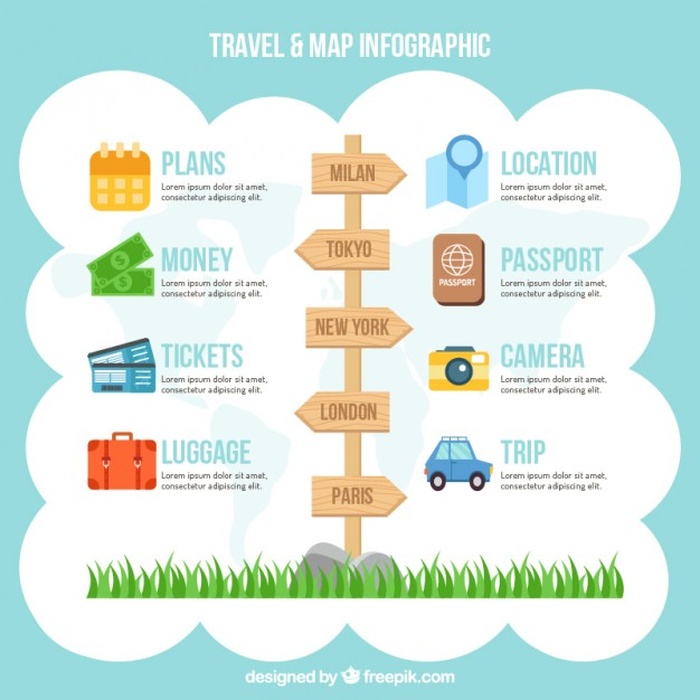 TRAVEL & MAP INFOGRAPHIC
PLANS
Lorem ipsum dolor sit amet,
consectetur adipiscing elit.
MONEY
Lorem ipsum dolor sit amet,
consectetur adipiscing elit.
TICKETS
Lorem ipsum dolor sit amet,
consectetur adipiscing elit.
LUGGAGE
Lorem ipsum dolor sit amet,
consectetur adipiscing elit.
MILAN
TOKYO
NEW YORK
LONDON
PARIS
LOCATION
Lorem ipsum dolor sit amet,
consectetur adipiscing elit.
PASSPORT
PASSPORT
Lorem ipsum dolor sit amet,
consectetur adipiscing elit.
CAMERA
Lorem ipsum dolor sit amet,
consectetur adipiscing elit.
TRIP
Lorem ipsum dolor sit amet,
consectetur adipiscing elit.
designed by freepik.com